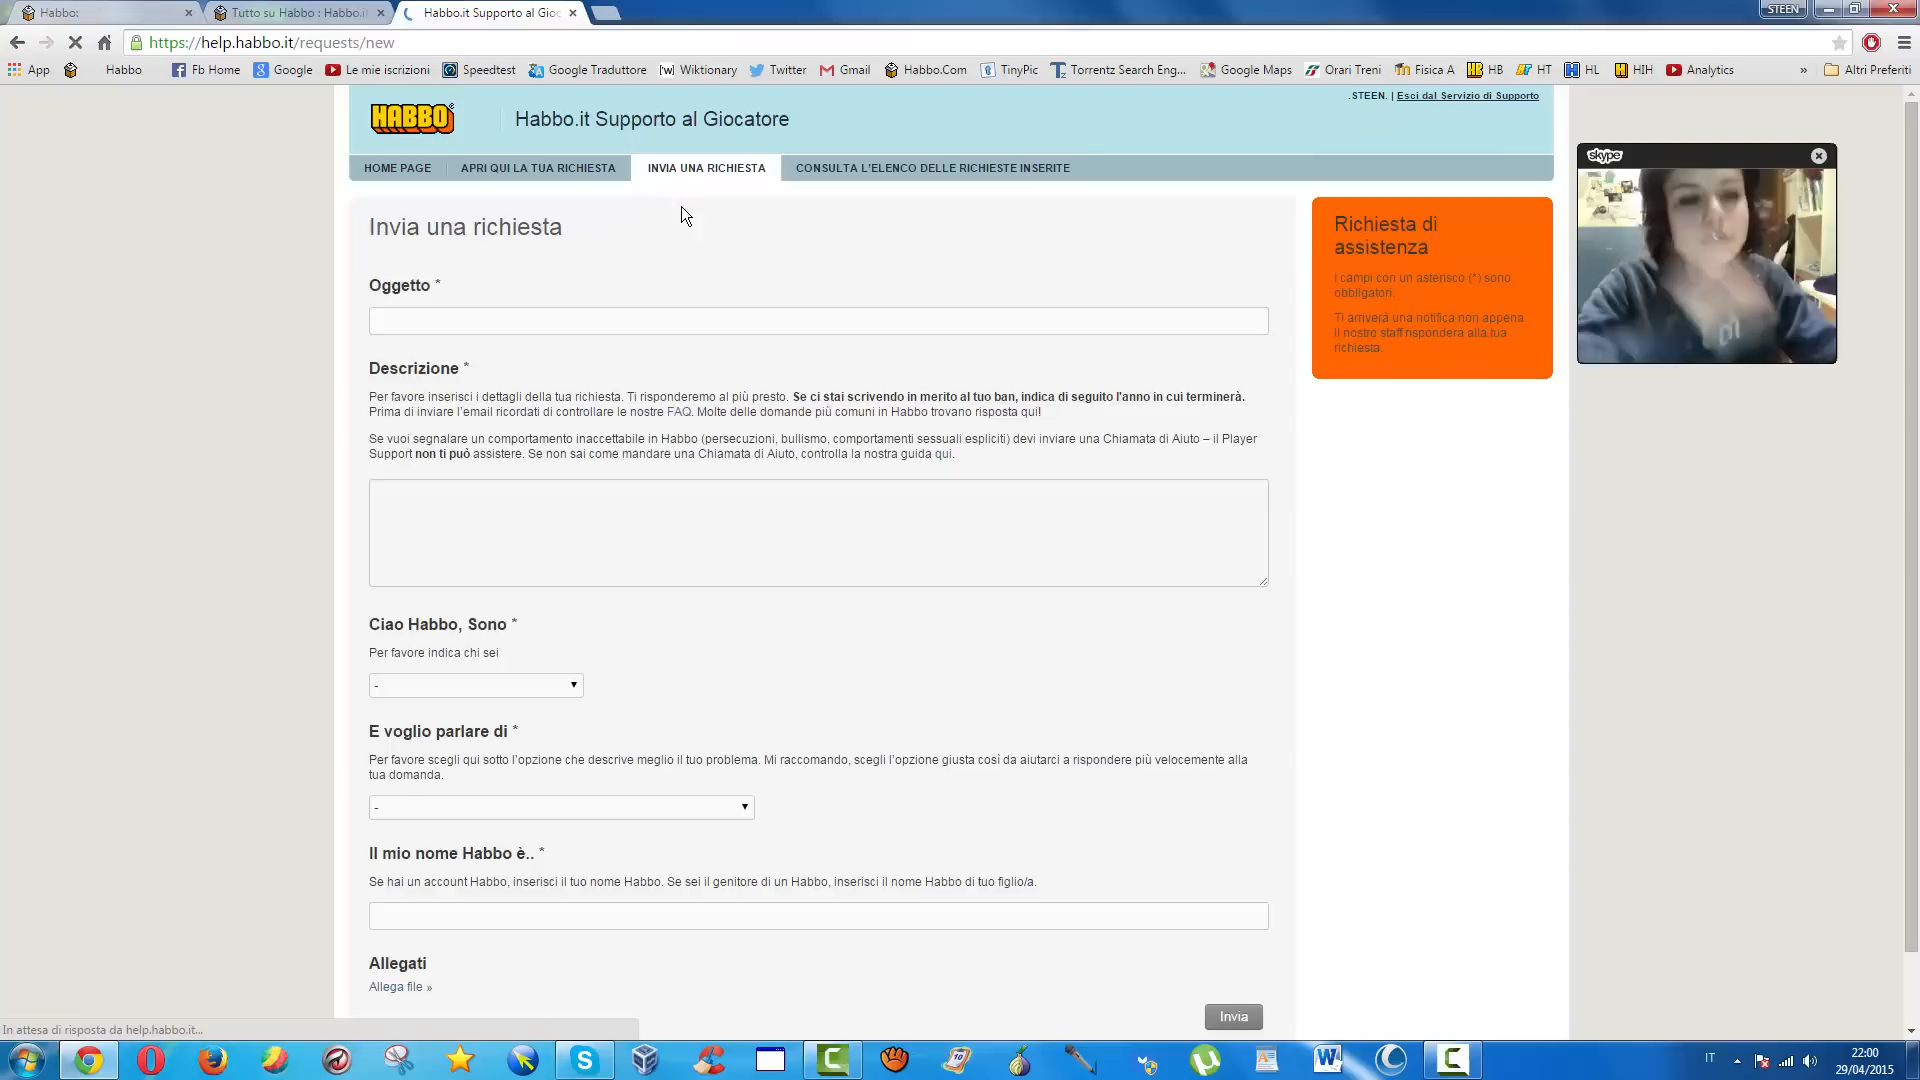 Habbo:
Tutto su Habbo : Habbo.it
Habbo.it Supporto al Gioc
STEEN
https://help.habbo.it/requests/new
App
Habbo
Fb Home
Google
Le mie iscrizioni
Speedtest
Google Traduttore
Wiktionary
Twitter
Gmail
Habbo.Com
TinyPic
Torrentz Search Eng...
Google Maps
Orari Treni
Fisica A
HB
HT
HL
HIH
Analytics
»
Altri Preferiti
.STEEN. | Esci dal Servizio di Supporto
HABBO
Habbo.it Supporto al Giocatore
HOME PAGE
APRI QUI LA TUA RICHIESTA
INVIA UNA RICHIESTA
CONSULTA L'ELENCO DELLE RICHIESTE INSERITE
skype
Invia una richiesta
Richiesta di
assistenza
I campi con un asterisco (*) sono
obbligatori.
Ti arriverà una notifica non appena
il nostro staff risponderà alla tua
richiesta.
Oggetto *
Descrizione *
Per favore inserisci i dettagli della tua richiesta. Ti risponderemo al più presto. Se ci stai scrivendo in merito al tuo ban, indica di seguito l'anno in cui terminerà.
Prima di inviare l'email ricordati di controllare le nostre FAQ. Molte delle domande più comuni in Habbo trovano risposta qui!
Se vuoi segnalare un comportamento inaccettabile in Habbo (persecuzioni, bullismo, comportamenti sessuali espliciti) devi inviare una Chiamata di Aiuto – il Player
Support non ti può assistere. Se non sai come mandare una Chiamata di Aiuto, controlla la nostra guida qui.
Ciao Habbo, Sono *
Per favore indica chi sei
-
E voglio parlare di *
Per favore scegli qui sotto l'opzione che descrive meglio il tuo problema. Mi raccomando, scegli l'opzione giusta così da aiutarci a rispondere più velocemente alla
tua domanda.
-
Il mio nome Habbo è.. *
Se hai un account Habbo, inserisci il tuo nome Habbo. Se sei il genitore di un Habbo, inserisci il nome Habbo di tuo figlio/a.
Allegati
Allega file »
Invia
In attesa di risposta da help.habbo.it...
IT
22:00
29/04/2015